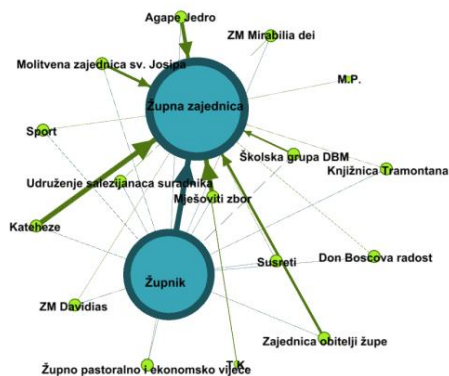 Agape Jedro
ZM Mirabilia dei
Molitvena zajednica sv. Josipa
M.P.
Župna zajednica
Sport
Školska grupa DBM
Knjižnica Tramontana
Udruženje salezijanaca suradnika
Mješoviti zbor
Kateheze
Susreti
Don Boscova radost
Župnik
ZM Davidias
Zajednica obitelji župe
Župno pastoralno i ekonomsko vijeće
T.K.